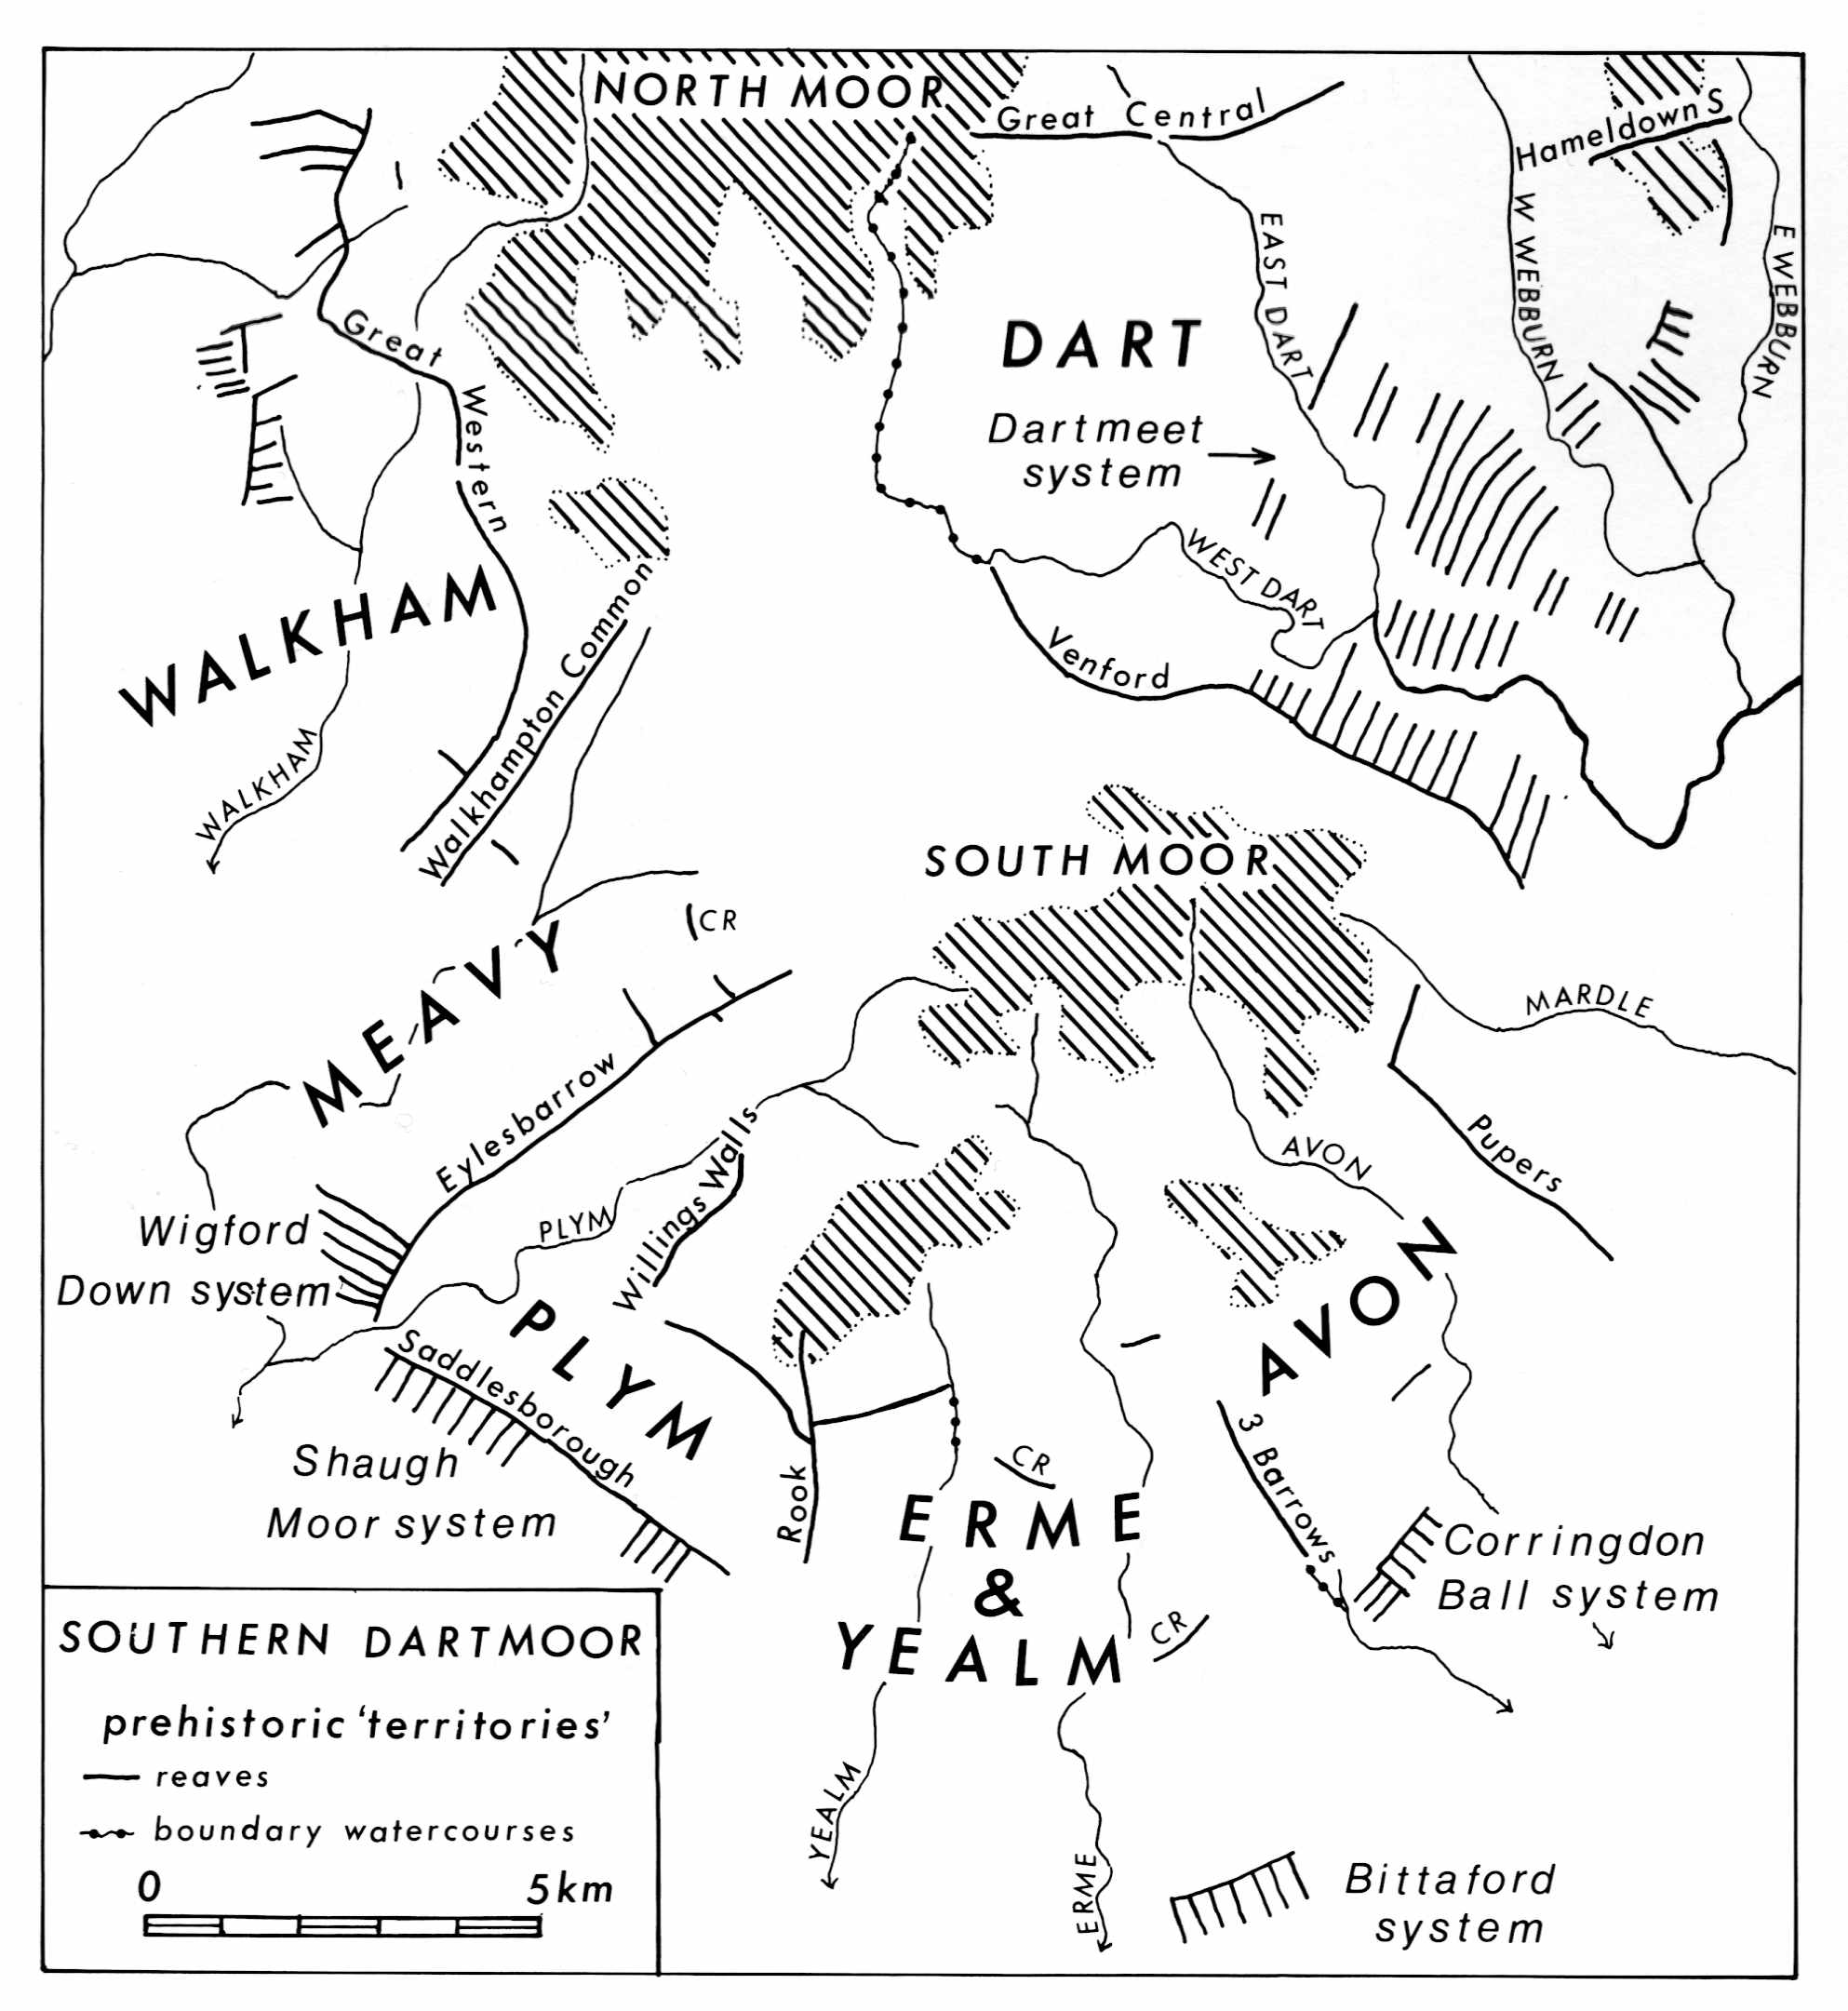 NORTH MOOR
Great Central
Hameldown S
W WEBBURN
E WEBBURN
EAST DART
Great Western
DART
Dartmeet
system
WEST DART
WALKHAM
Walkhampton Common
Venford
WALKHAM
SOUTH MOOR
CR
MEAVY
MARDLE
Eylesbarrow
Willings Walls
AVON
Pupers
PLYM
Wigford
Down system
PLYM
AVON
Saddlesborough
3 Barrows
Shaugh
Moor system
Rook
CR
ERME
&
YEALM
CR
Corringdon
Ball system
YEALM
ERME
Bittaford
system
SOUTHERN DARTMOOR
prehistoric 'territories'
reaves
boundary watercourses
0 5km